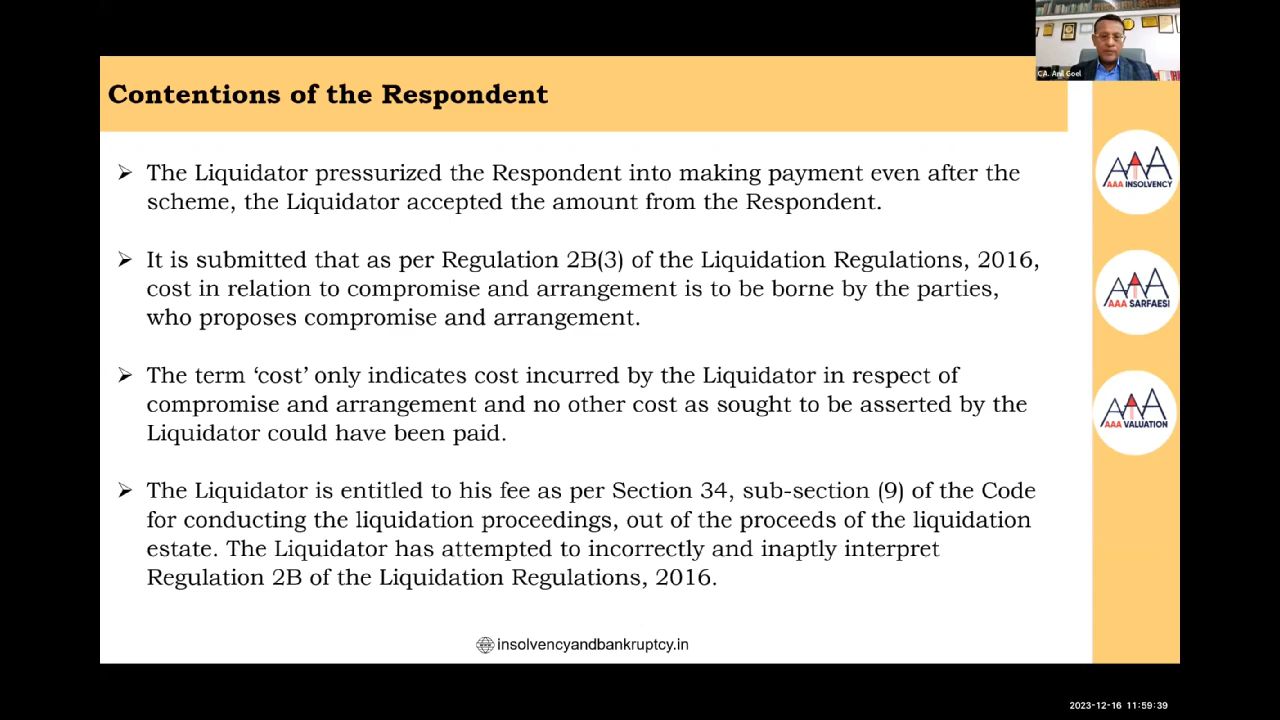 CA. Anil Goel
Contentions of the Respondent
➢ The Liquidator pressurized the Respondent into making payment even after the
scheme, the Liquidator accepted the amount from the Respondent.
➢ It is submitted that as per Regulation 2B(3) of the Liquidation Regulations, 2016,
cost in relation to compromise and arrangement is to be borne by the parties,
who proposes compromise and arrangement.
➢ The term ‘cost’ only indicates cost incurred by the Liquidator in respect of
compromise and arrangement and no other cost as sought to be asserted by the
Liquidator could have been paid.
➢ The Liquidator is entitled to his fee as per Section 34, sub-section (9) of the Code
for conducting the liquidation proceedings, out of the proceeds of the liquidation
estate. The Liquidator has attempted to incorrectly and inaptly interpret
Regulation 2B of the Liquidation Regulations, 2016.
insolvencyandbankruptcy.in
AAA
AAA INSOLVENCY
AAA
AAA SARFAESI
AAA
AAA VALUATION
2023-12-16 11:59:39